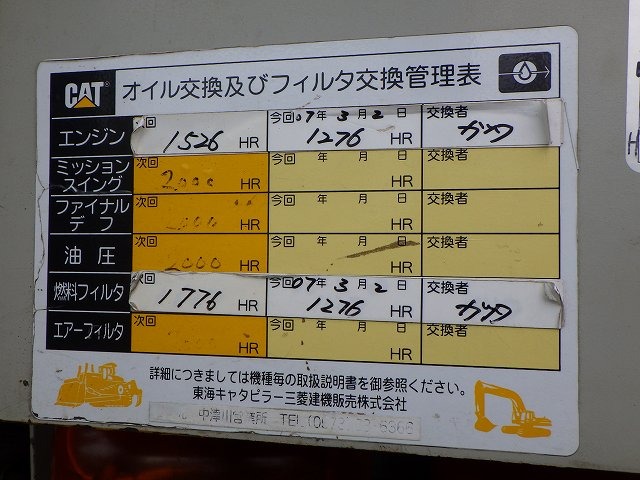 CAT オイル交換及びフィルタ交換管理表
エンジン 次回 1526 HR 今回 07年 3月 2日 1276 HR 交換者
ミッション スイング 次回 2000 HR 今回 年 月 日 HR 交換者
ファイナル デフ 次回 HR 今回 年 月 日 HR 交換者
油圧 次回 2000 HR 今回 年 月 日 HR 交換者
燃料フィルタ 次回 1776 HR 今回 07年 3月 2日 1276 HR 交換者
エアーフィルタ 次回 HR 今回 年 月 日 HR 交換者
詳細につきましては機種毎の取扱説明書を御参照ください。
東海キャタピラー三菱建機販売株式会社
中津川営業所 TEL